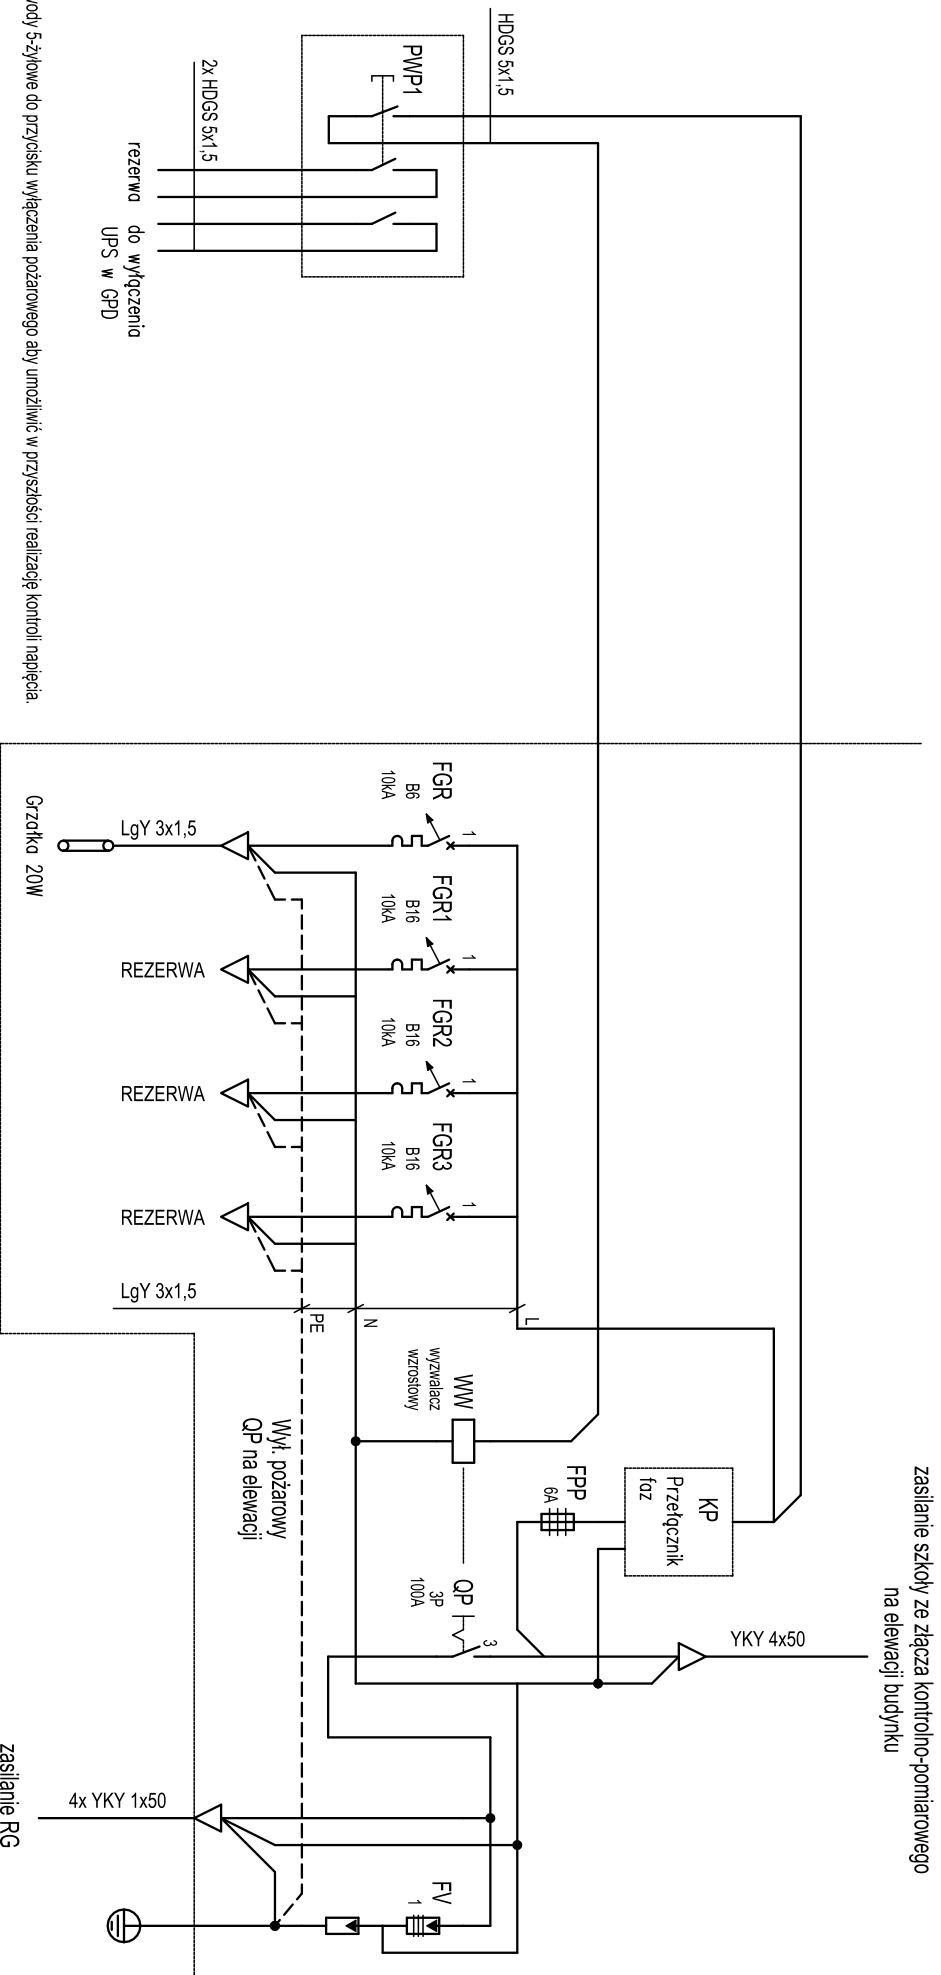 zasilanie szkoły ze złącza kontrolno-pomiarowego
na elewacji budynku
HDGS 5x1,5
PWP1
2x HDGS 5x1,5
rezerwa
do wyłączenia
UPS w GPD
5-żyłowe do przycisku wyłączenia pożarowego aby umożliwić w przyszłości realizację kontroli napięcia.
YKY 4x50
KP
Przełącznik
faz
FPP
6A
QP
3P
100A
3
WW
wyzwalacz
wzrostowy
L
N
PE
FGR
B6
10kA
1
FGR1
B16
10kA
1
FGR2
B16
10kA
1
FGR3
B16
10kA
1
LgY 3x1,5
REZERWA
REZERWA
REZERWA
LgY 3x1,5
Grzałka 20W
Wył. pożarowy
QP na elewacji
FV
1
4x YKY 1x50
zasilanie RG